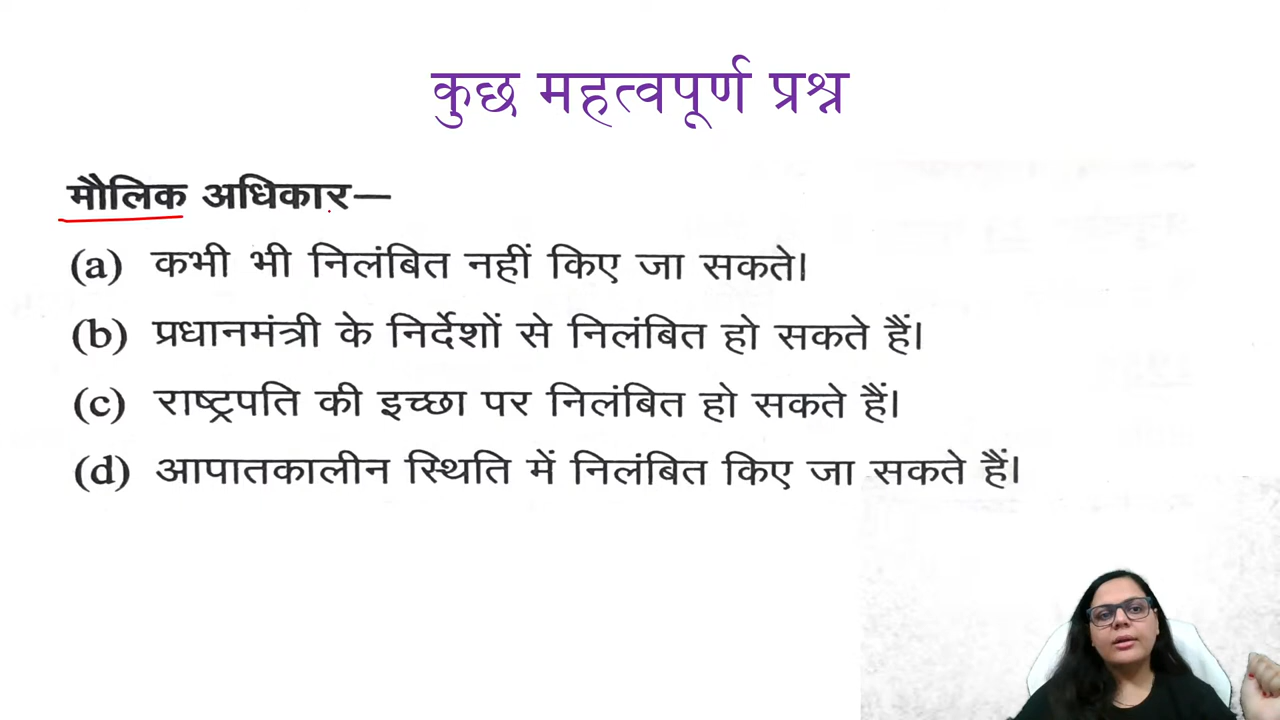 कुछ महत्वपूर्ण प्रश्न
मौलिक अधिकार—
(a) कभी भी निलंबित नहीं किए जा सकते।
(b) प्रधानमंत्री के निर्देशों से निलंबित हो सकते हैं।
(c) राष्ट्रपति की इच्छा पर निलंबित हो सकते हैं।
(d) आपातकालीन स्थिति में निलंबित किए जा सकते हैं।